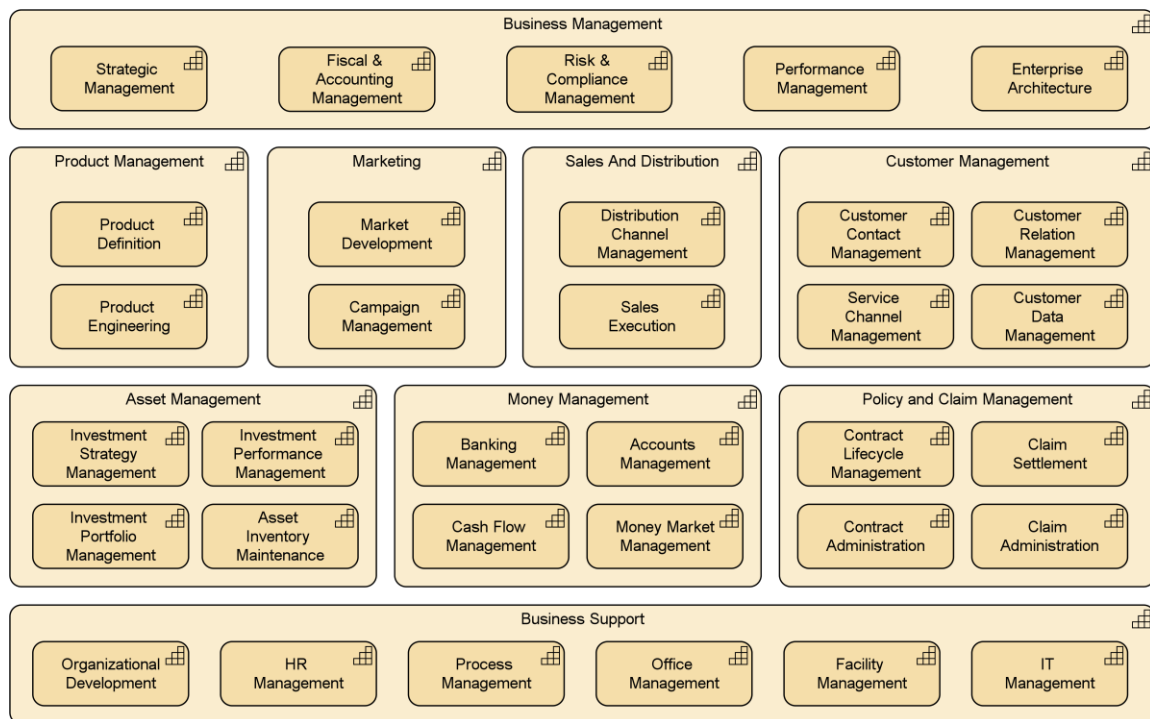 Business Management
Strategic
Management
Fiscal &
Accounting
Management
Risk &
Compliance
Management
Performance
Management
Enterprise
Architecture
Product Management
Product
Definition
Product
Engineering
Marketing
Market
Development
Campaign
Management
Sales And Distribution
Distribution
Channel
Management
Sales
Execution
Customer Management
Customer
Contact
Management
Customer
Relation
Management
Service
Channel
Management
Customer
Data
Management
Asset Management
Investment
Strategy
Management
Investment
Performance
Management
Investment
Portfolio
Management
Asset
Inventory
Maintenance
Money Management
Banking
Management
Accounts
Management
Cash Flow
Management
Money Market
Management
Policy and Claim Management
Contract
Lifecycle
Management
Claim
Settlement
Contract
Administration
Claim
Administration
Business Support
Organizational
Development
HR
Management
Process
Management
Office
Management
Facility
Management
IT
Management